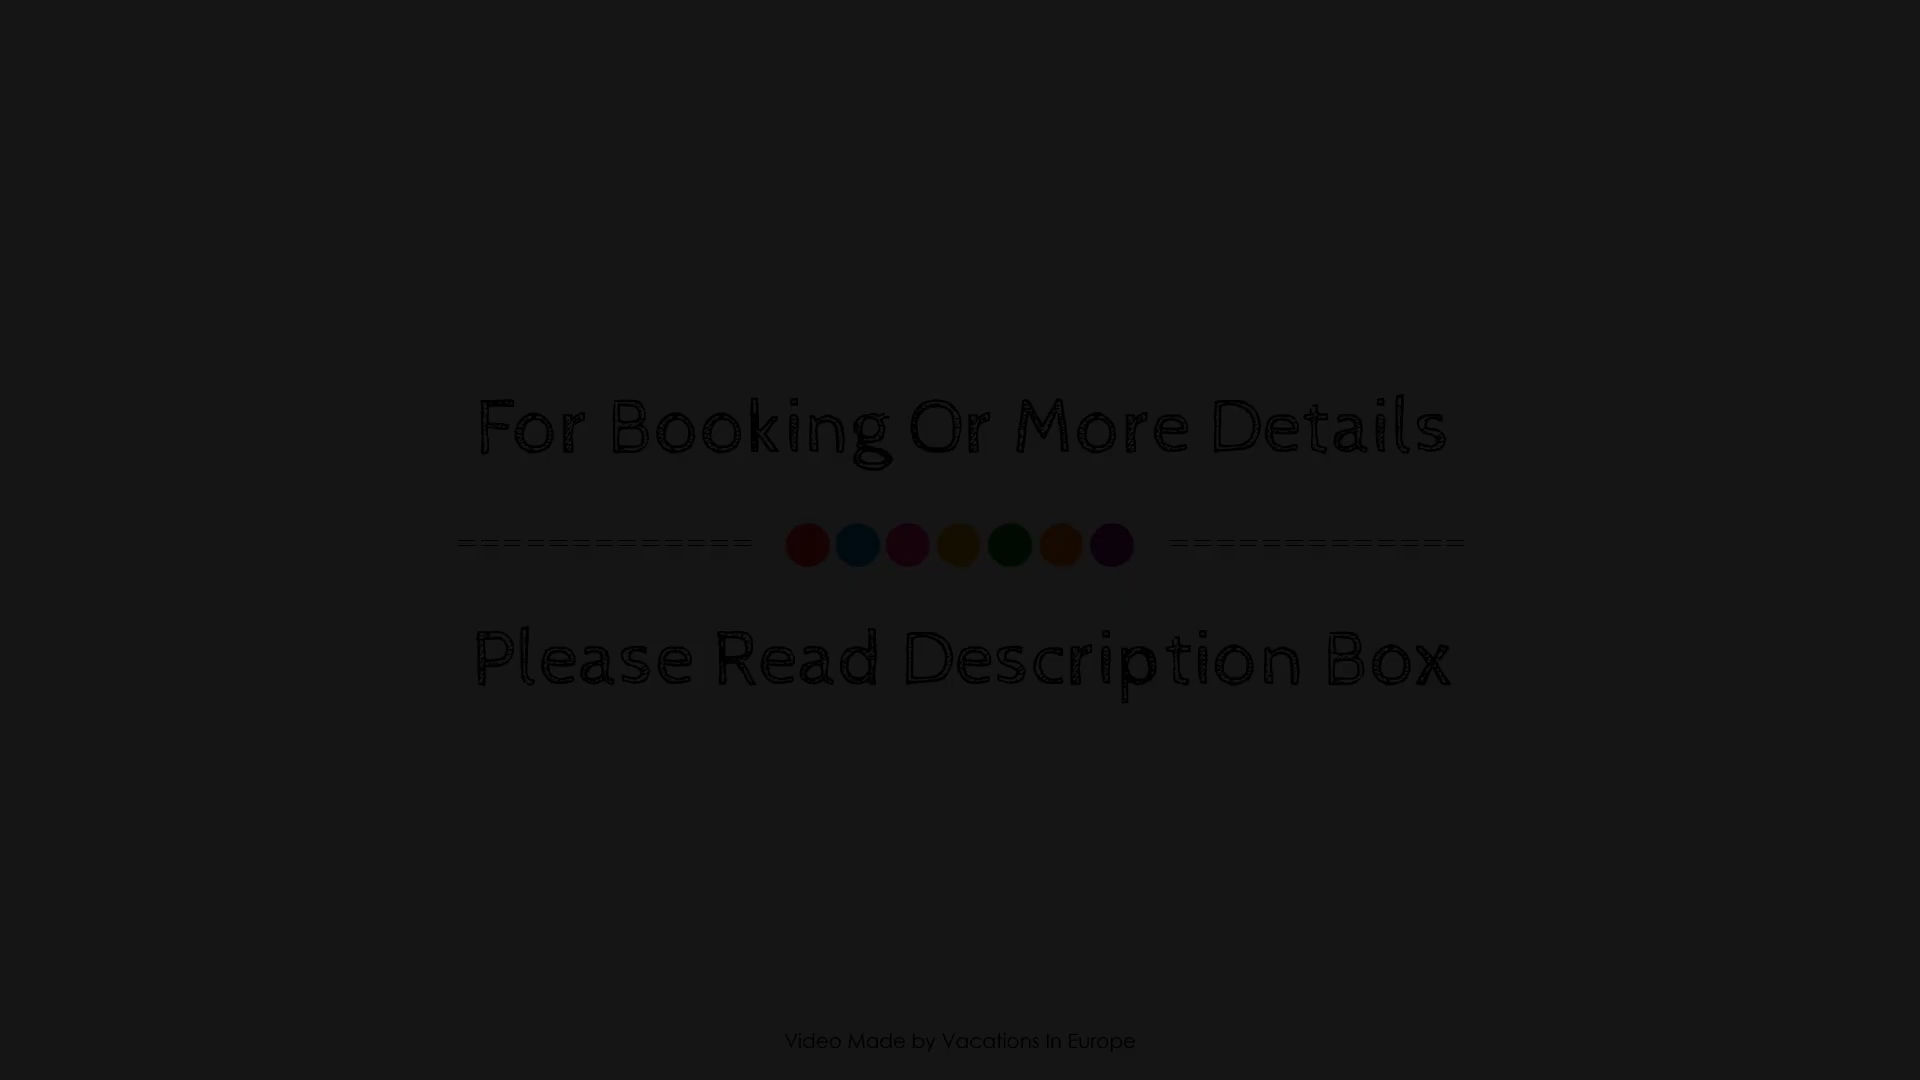 For Booking Or More Details
============= =============
Please Read Description Box
Video Made by Vacations In Europe